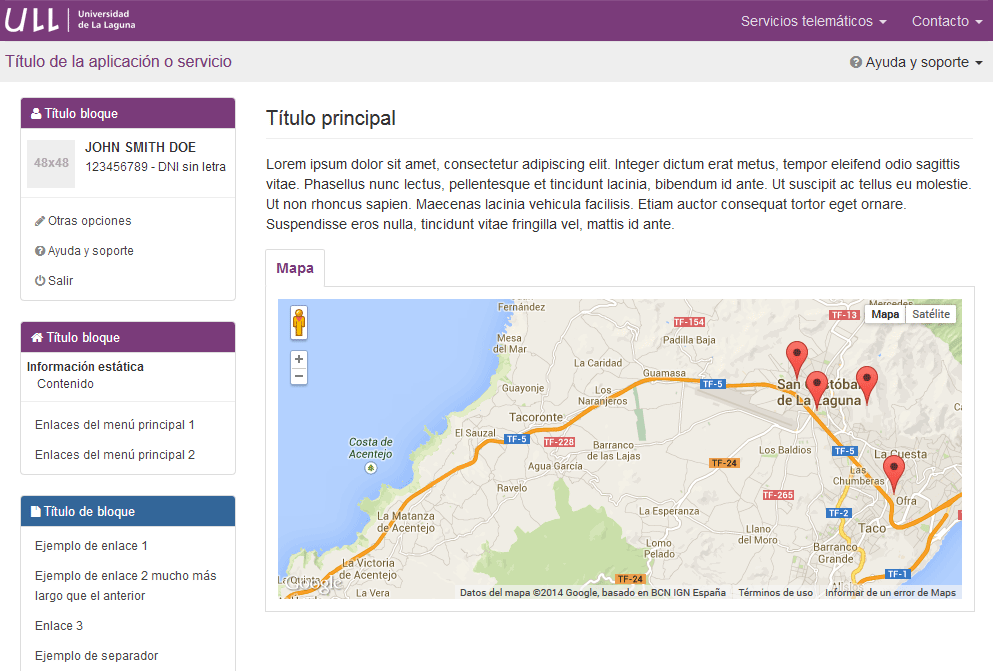 ULL
Universidad
de La Laguna
Servicios telemáticos
Contacto
Título de la aplicación o servicio
Ayuda y soporte
Título bloque
48x48
JOHN SMITH DOE
123456789 - DNI sin letra
Otras opciones
Ayuda y soporte
Salir
Título bloque
Información estática
Contenido
Enlaces del menú principal 1
Enlaces del menú principal 2
Título de bloque
Ejemplo de enlace 1
Ejemplo de enlace 2 mucho más
largo que el anterior
Enlace 3
Ejemplo de separador
Título principal
Lorem ipsum dolor sit amet, consectetur adipiscing elit. Integer dictum erat metus, tempor eleifend odio sagittis
vitae. Phasellus nunc lectus, pellentesque et tincidunt lacinia, bibendum id ante. Ut suscipit ac tellus eu molestie.
Ut non rhoncus sapien. Maecenas lacinia vehicula facilisis. Etiam auctor consequat tortor eget ornare.
Suspendisse eros nulla, tincidunt vitae fringilla vel, mattis id ante.
Mapa
Fernández
Mercedes
TF-13
Mapa
Satélite
TF-154
Mesa
del Mar
Padilla Baja
La Caridad
Guamasa
Guayonje
TF-5
San
de La Laguna
Los
Naranjeros
Tacoronte
El Sauzal
TF-5
TF-228
Costa de
Acentejo
Barranco
de las Lajas
Los Baldíos
TF-5
La Cuesta
Agua García
TF-24
Las
Chumberas
Ravelo
TF-265
Ofra
La Matanza
de Acentejo
La Esperanza
TF-2
Llano
del Moro
Taco
Lomo
Pelado
Barranco
Grande
La Victoria
de Acentejo
TF-24
TF-1
La Quinta
Google
La Vera
Datos del mapa ©2014 Google, basado en BCN IGN España
Términos de uso
Informar de un error de Maps